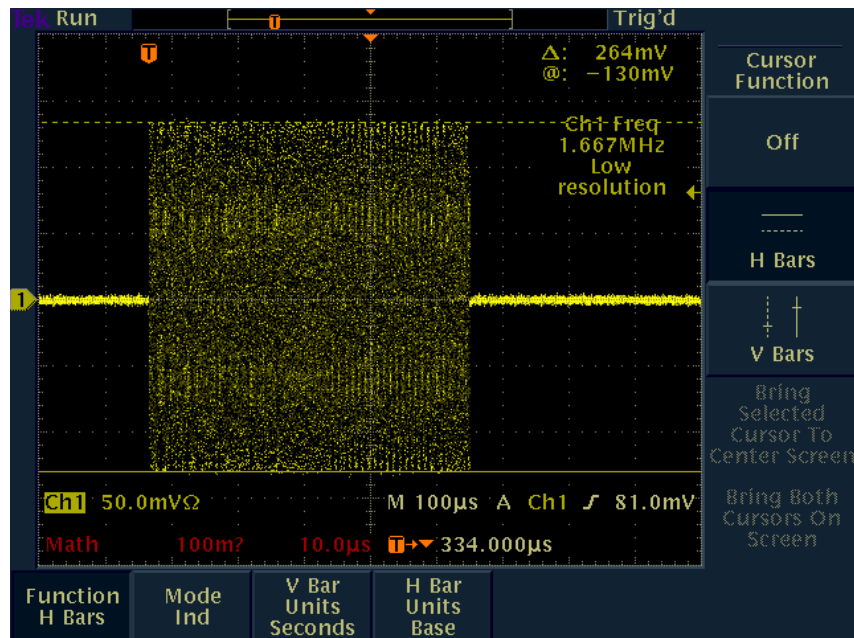 Tek Run Trig'd
T
T
Δ: 264mV
@: −130mV
Ch1 Freq
1.667MHz
Low
resolution
1
Ch1 50.0mVΩ M 100µs A Ch1 ʃ 81.0mV
Math 100m? 10.0µs T→▼ 334.000µs
Cursor
Function
Off
H Bars
V Bars
Bring
Selected
Cursor To
Center Screen
Bring Both
Cursors On
Screen
Function
H Bars
Mode
Ind
V Bar
Units
Seconds
H Bar
Units
Base